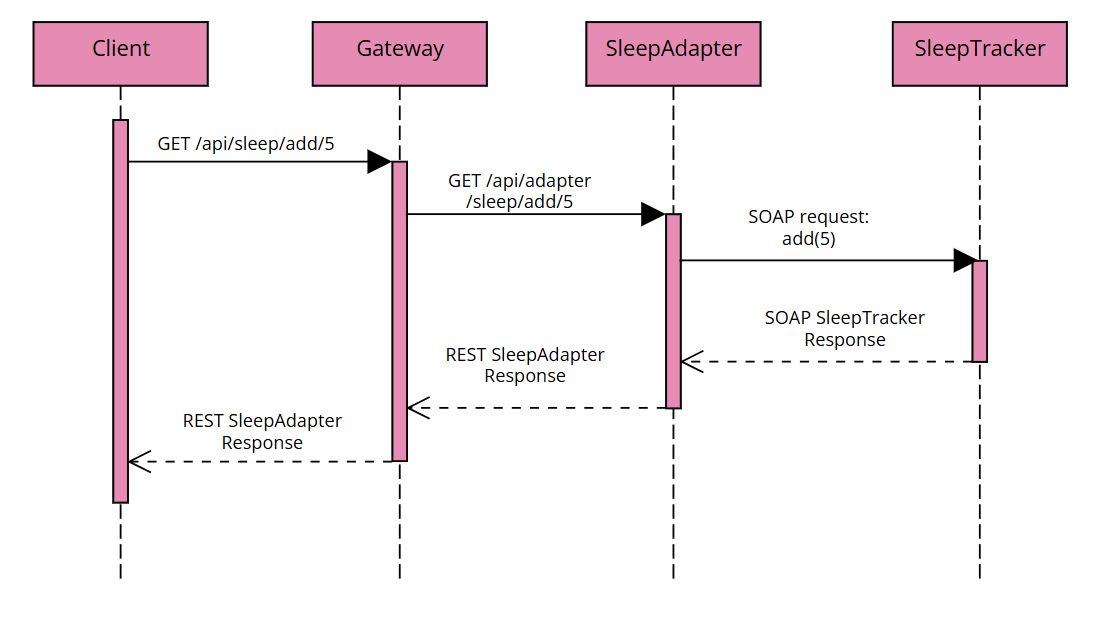 Client
Gateway
SleepAdapter
SleepTracker
GET /api/sleep/add/5
GET /api/adapter
/sleep/add/5
SOAP request:
add(5)
SOAP SleepTracker
Response
REST SleepAdapter
Response
REST SleepAdapter
Response